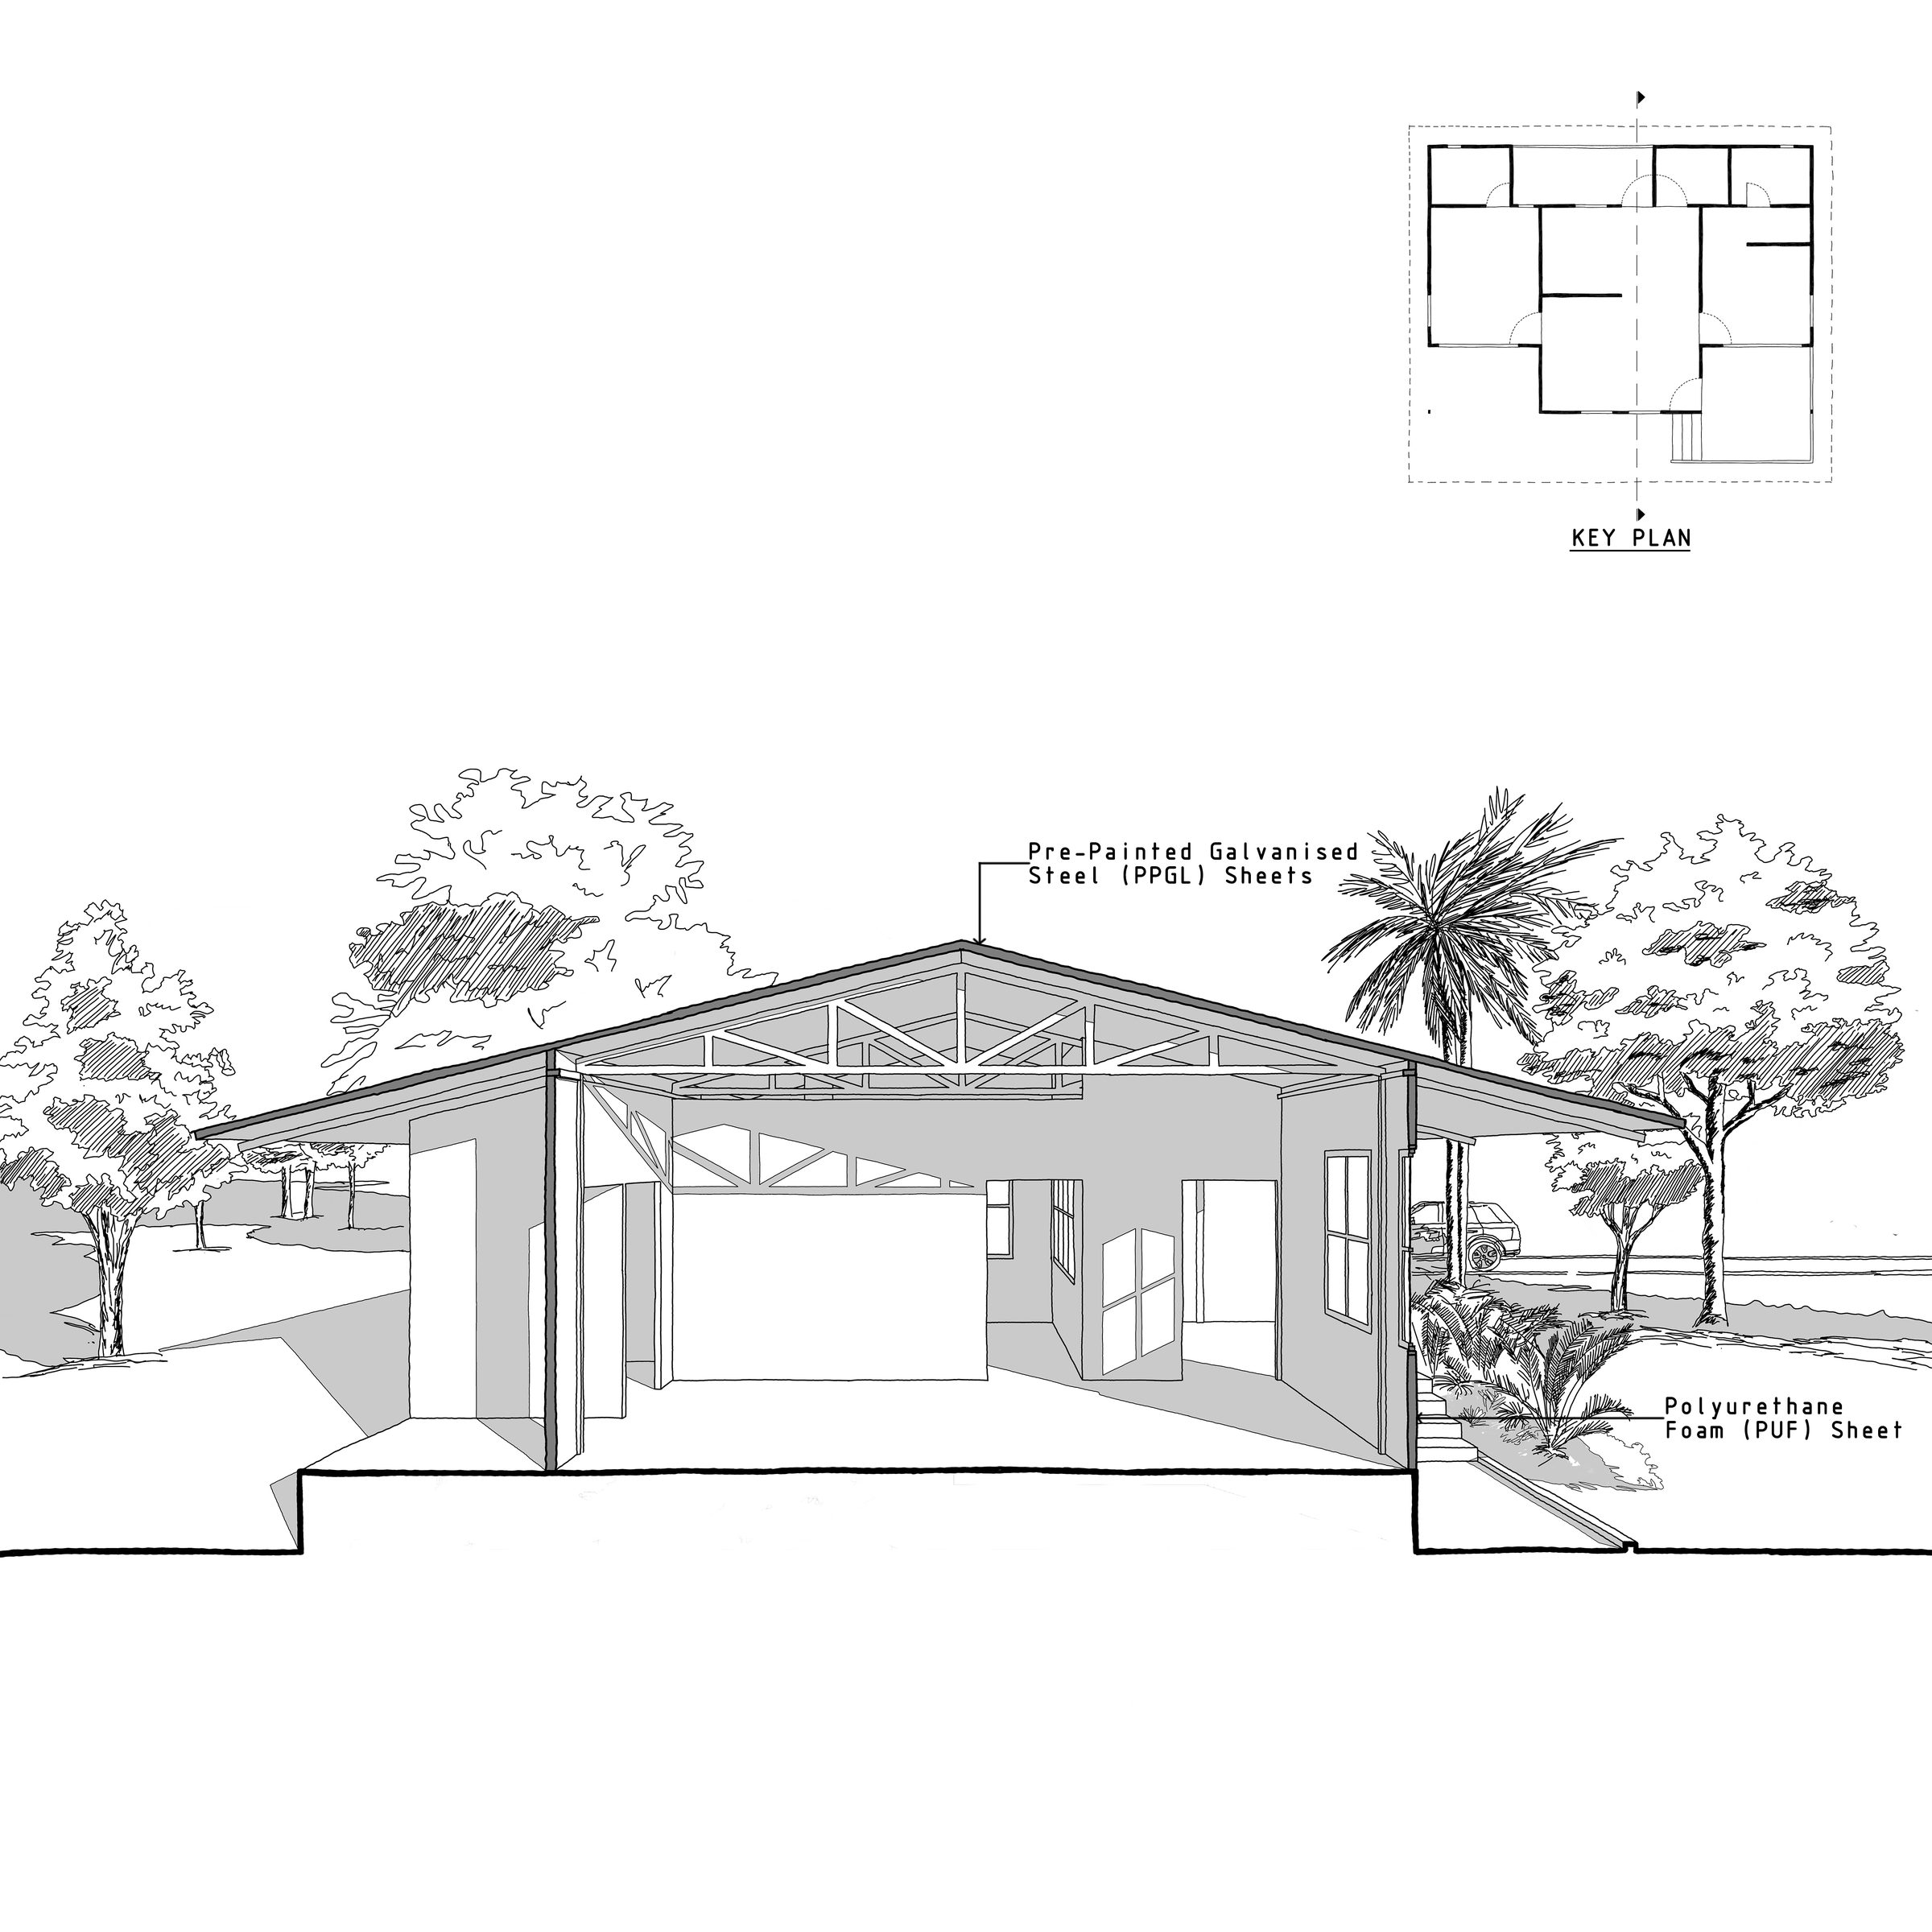 KEY PLAN
Pre-Painted Galvanised
Steel (PPGL) Sheets
Polyurethane
Foam (PUF) Sheet